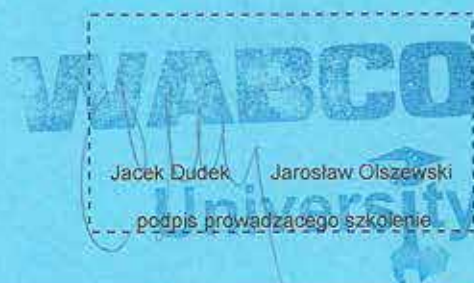 WABCO
Jacek Dudek Jarosław Olszewski
University
podpis prowadzącego szkolenie